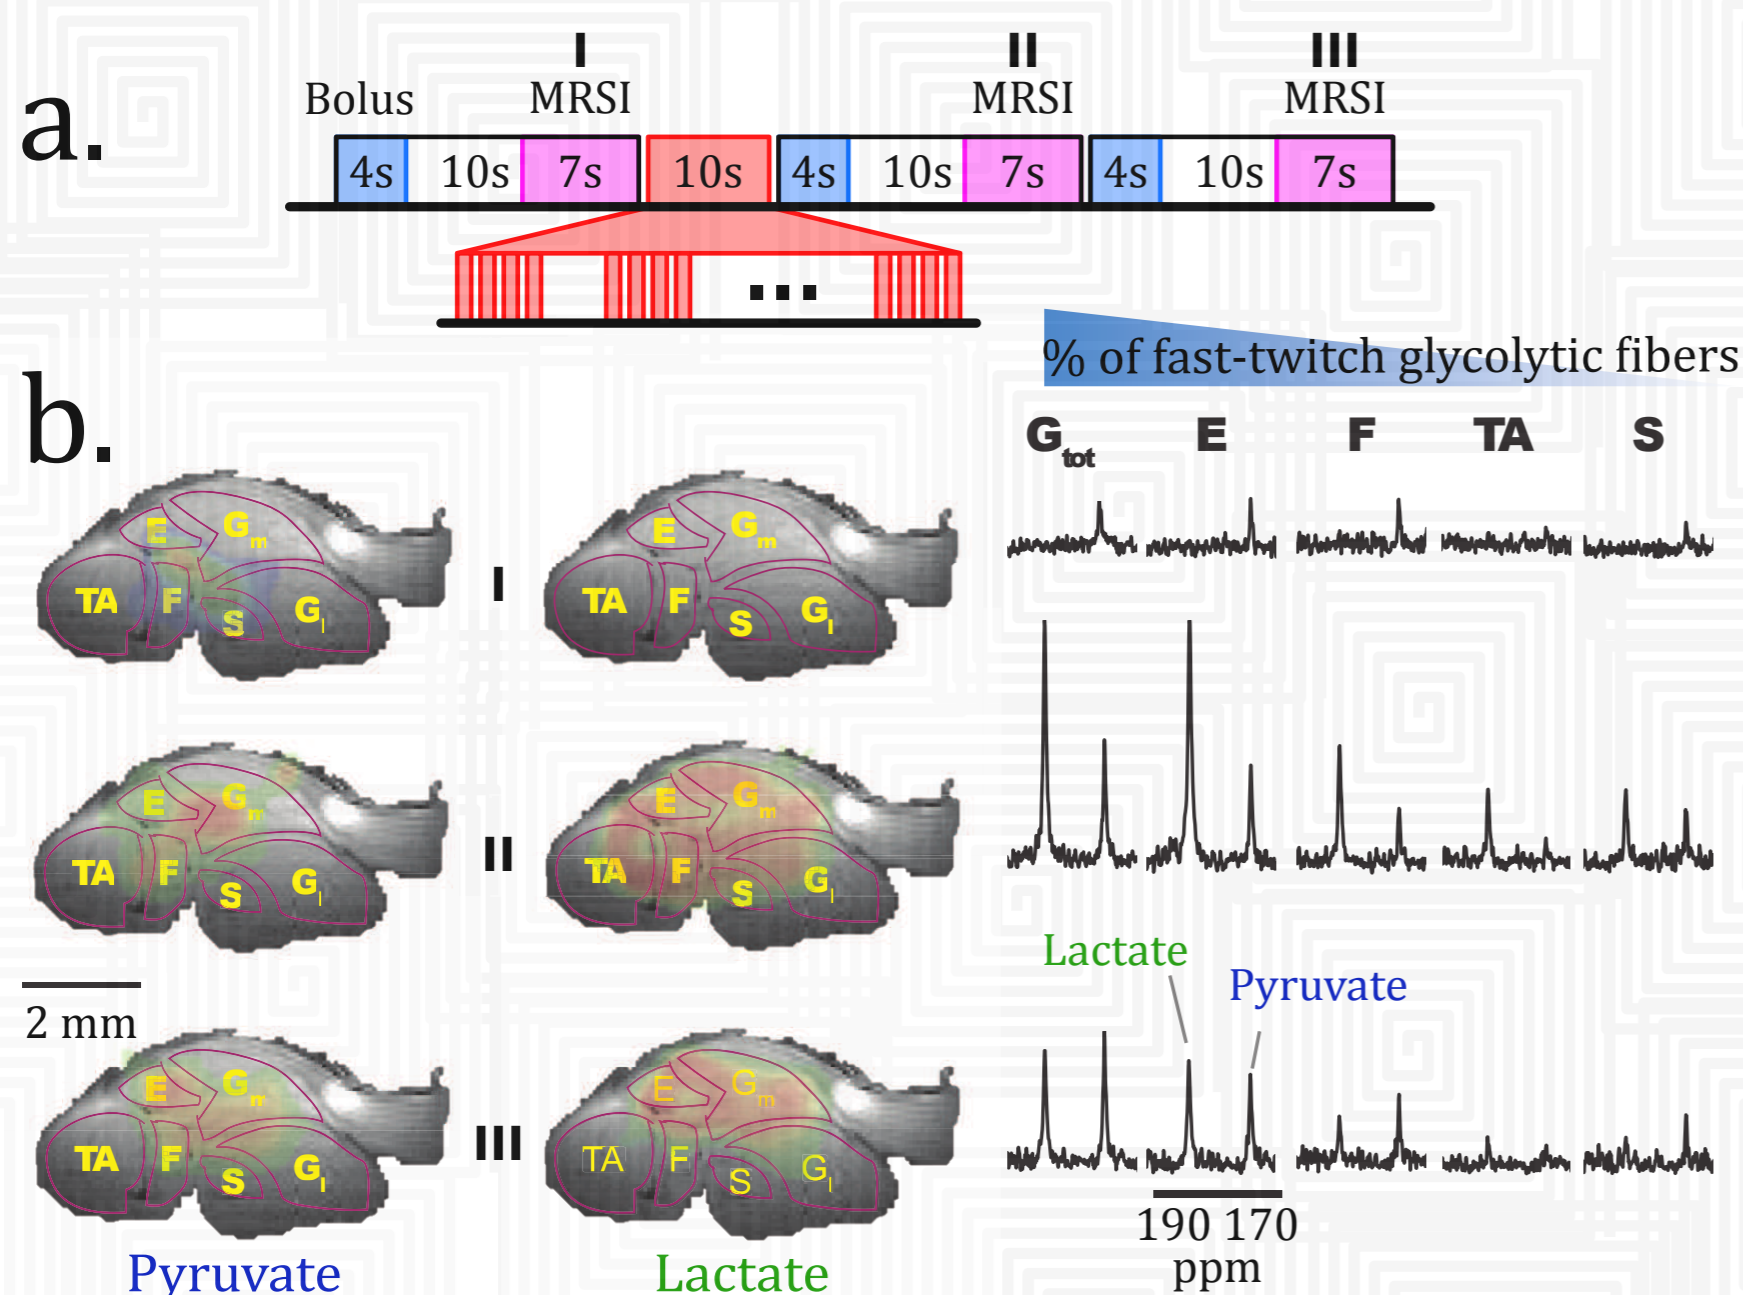 a.
I II III
Bolus MRSI MRSI MRSI
4s 10s 7s 10s 4s 10s 7s 4s 10s 7s
...
% of fast-twitch glycolytic fibers
b.
Gtot E F TA S
E Gm TA F S Gl
I
E Gm TA F S Gl
E Gm TA F S Gl
II
E Gm TA F S Gl
Lactate
Pyruvate
2 mm
E Gm TA F S Gl
III
E Gm TA F S Gl
190 170
ppm
Pyruvate Lactate